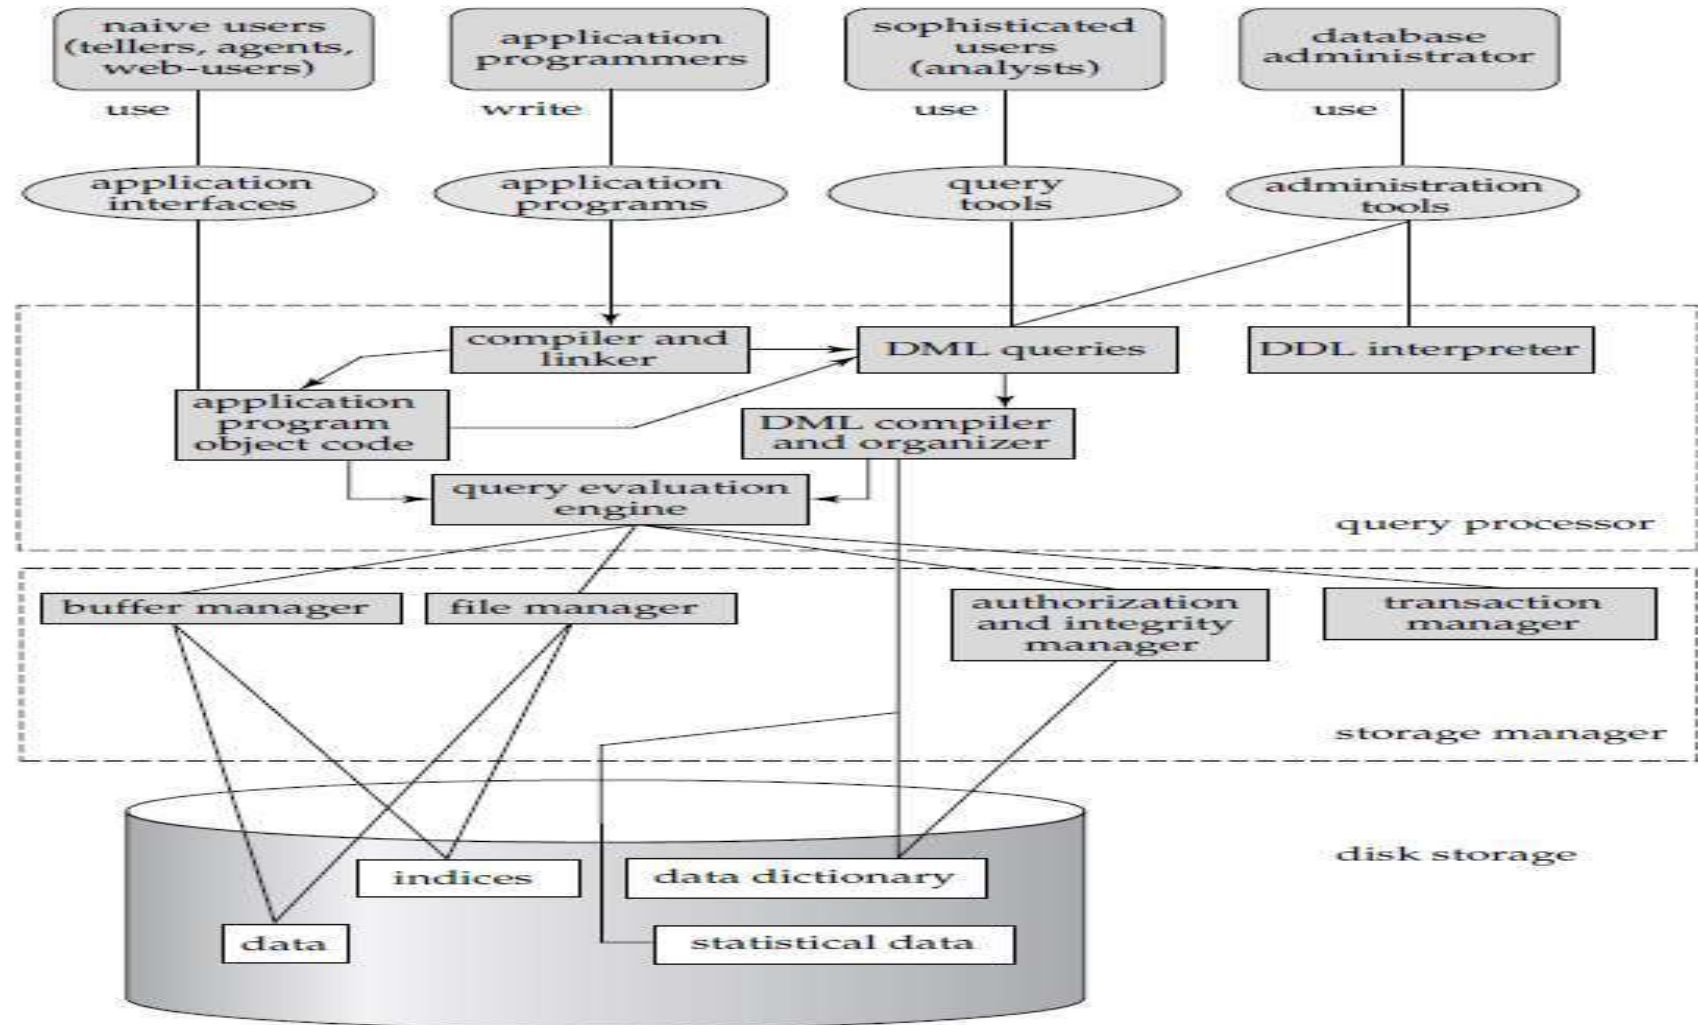 naive users
(tellers, agents,
web-users)
application
programmers
sophisticated
users
(analysts)
database
administrator
use
write
use
use
application
interfaces
application
programs
query
tools
administration
tools
compiler and
linker
DML queries
DDL interpreter
application
program
object code
DML compiler
and organizer
query evaluation
engine
query processor
buffer manager
file manager
authorization
and integrity
manager
transaction
manager
storage manager
disk storage
indices
data dictionary
data
statistical data